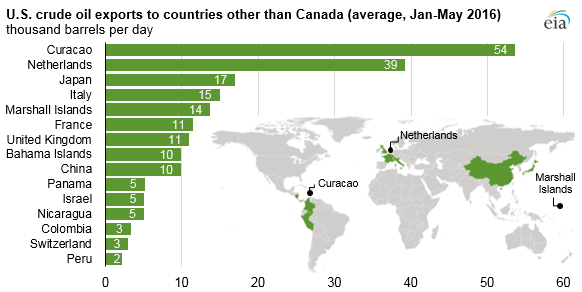 U.S. crude oil exports to countries other than Canada (average, Jan-May 2016)
thousand barrels per day
eia
Curacao 54
Netherlands 39
Japan 17
Italy 15
Marshall Islands 14
France 11
United Kingdom 11
Bahama Islands 10
China 10
Panama 5
Israel 5
Nicaragua 5
Colombia 3
Switzerland 3
Peru 2
Netherlands
Curacao
Marshall
Islands
0 10 20 30 40 50 60